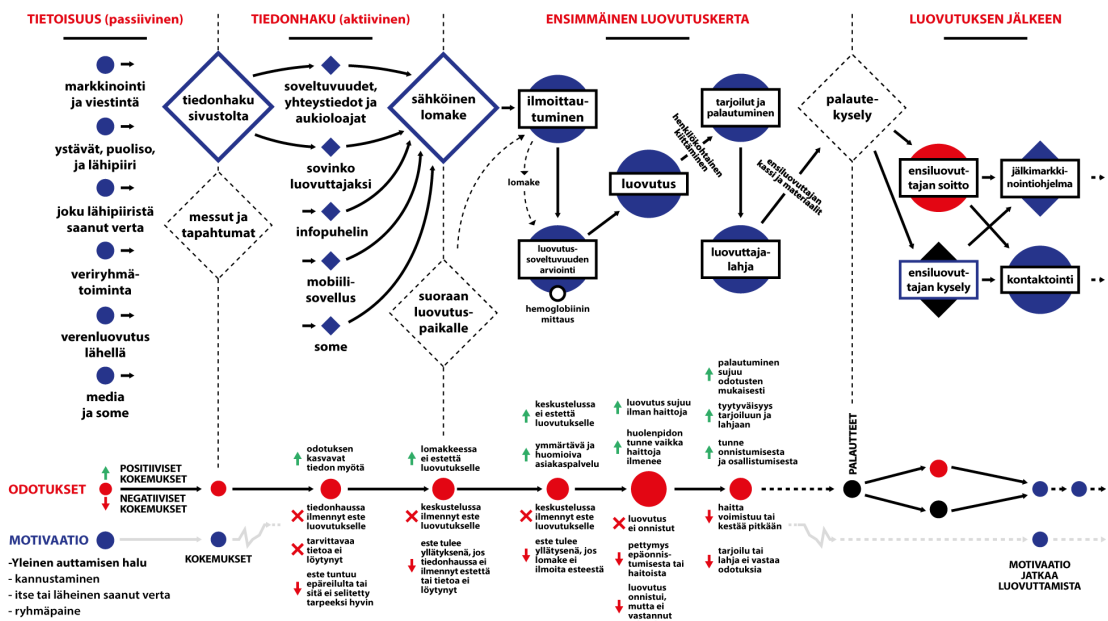 TIETOISUUS (passiivinen)
TIEDONHAKU (aktiivinen)
ENSIMMÄINEN LUOVUTUSKERTA
LUOVUTUKSEN JÄLKEEN
markkinointi
ja viestintä
ystävät, puoliso,
ja lähipiiri
joku lähipiiristä
saanut verta
veriryhmä-
toiminta
verenluovutus
lähellä
media
ja some
tiedonhaku
sivustolta
messut ja
tapahtumat
soveltuvuudet,
yhteystiedot ja
aukioloajat
sovinko
luovuttajaksi
infopuhelin
mobiili-
sovellus
some
sähköinen
lomake
suoraan
luovutus-
paikalle
ilmoittau-
tuminen
lomake
luovutus-
soveltuvuuden
arviointi
hemoglobiinin
mittaus
luovutus
henkilökohtainen
kiittäminen
tarjoilut ja
palautuminen
luovuttaja-
lahja
ensiluovuttajan
kassi ja materiaalit
palaute-
kysely
ensiluovut-
tajan soitto
jälkimarkki-
nointiohjelma
ensiluovut-
tajan kysely
kontaktointi
ODOTUKSET
POSITIIVISET
KOKEMUKSET
NEGATIIVISET
KOKEMUKSET
odotuksen
kasvavat
tiedon myötä
lomakkeessa
ei estettä
luovutukselle
keskustelussa
ei estettä
luovutukselle
ymmärtävä ja
huomioiva
asiakaspalvelu
luovutus sujuu
ilman haittoja
huolenpidon
tunne vaikka
haittoja
ilmenee
palautuminen
sujuu
odotusten
mukaisesti
tyytyväisyys
tarjoiluun ja
lahjaan
tunne
onnistumisesta
ja osallistumisesta
PALAUTTEET
tiedonhaussa
ilmennyt este
luovutukselle
tarvittavaa
tietoa ei
löytynyt
este tuntuu
epäreilulta tai
sitä ei selitetty
tarpeeksi hyvin
keskustelussa
ilmennyt este
luovutukselle
este tulee
yllätyksenä, jos
tiedonhaussa ei
ilmennyt estettä
tai tietoa ei
löytynyt
keskustelussa
ilmennyt este
luovutukselle
este tulee
yllätysenä, jos
lomake ei
ilmoita esteestä
luovutus
ei onnistut
pettymys
epäonnis-
tumisesta tai
haitoista
luovutus
onnistui,
mutta ei
vastannut
haitta
voimistuu tai
kestää pitkään
tarjoilu tai
lahja ei vastaa
odotuksia
MOTIVAATIO
KOKEMUKSET
-Yleinen auttamisen halu
- kannustaminen
- itse tai läheinen saanut verta
- ryhmäpaine
MOTIVAATIO
JATKAA
LUOVUTTAMISTA